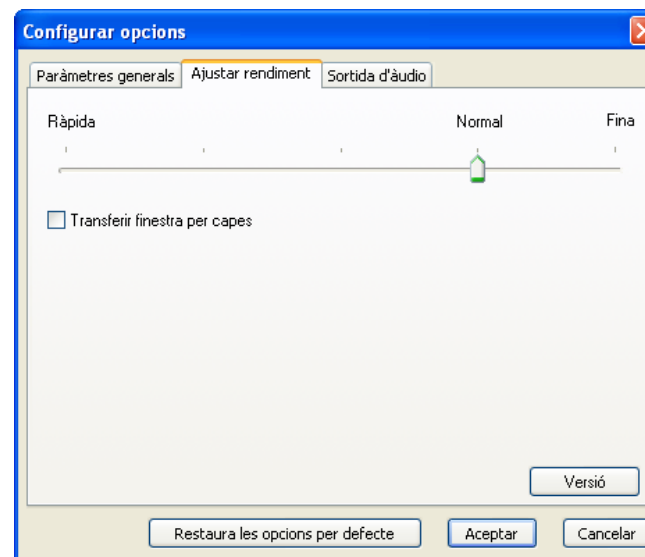 Configurar opcions
Paràmetres generals Ajustar rendiment Sortida d'àudio
Ràpida Normal Fina
Transferir finestra per capes
Versió
Restaura les opcions per defecte Aceptar Cancelar